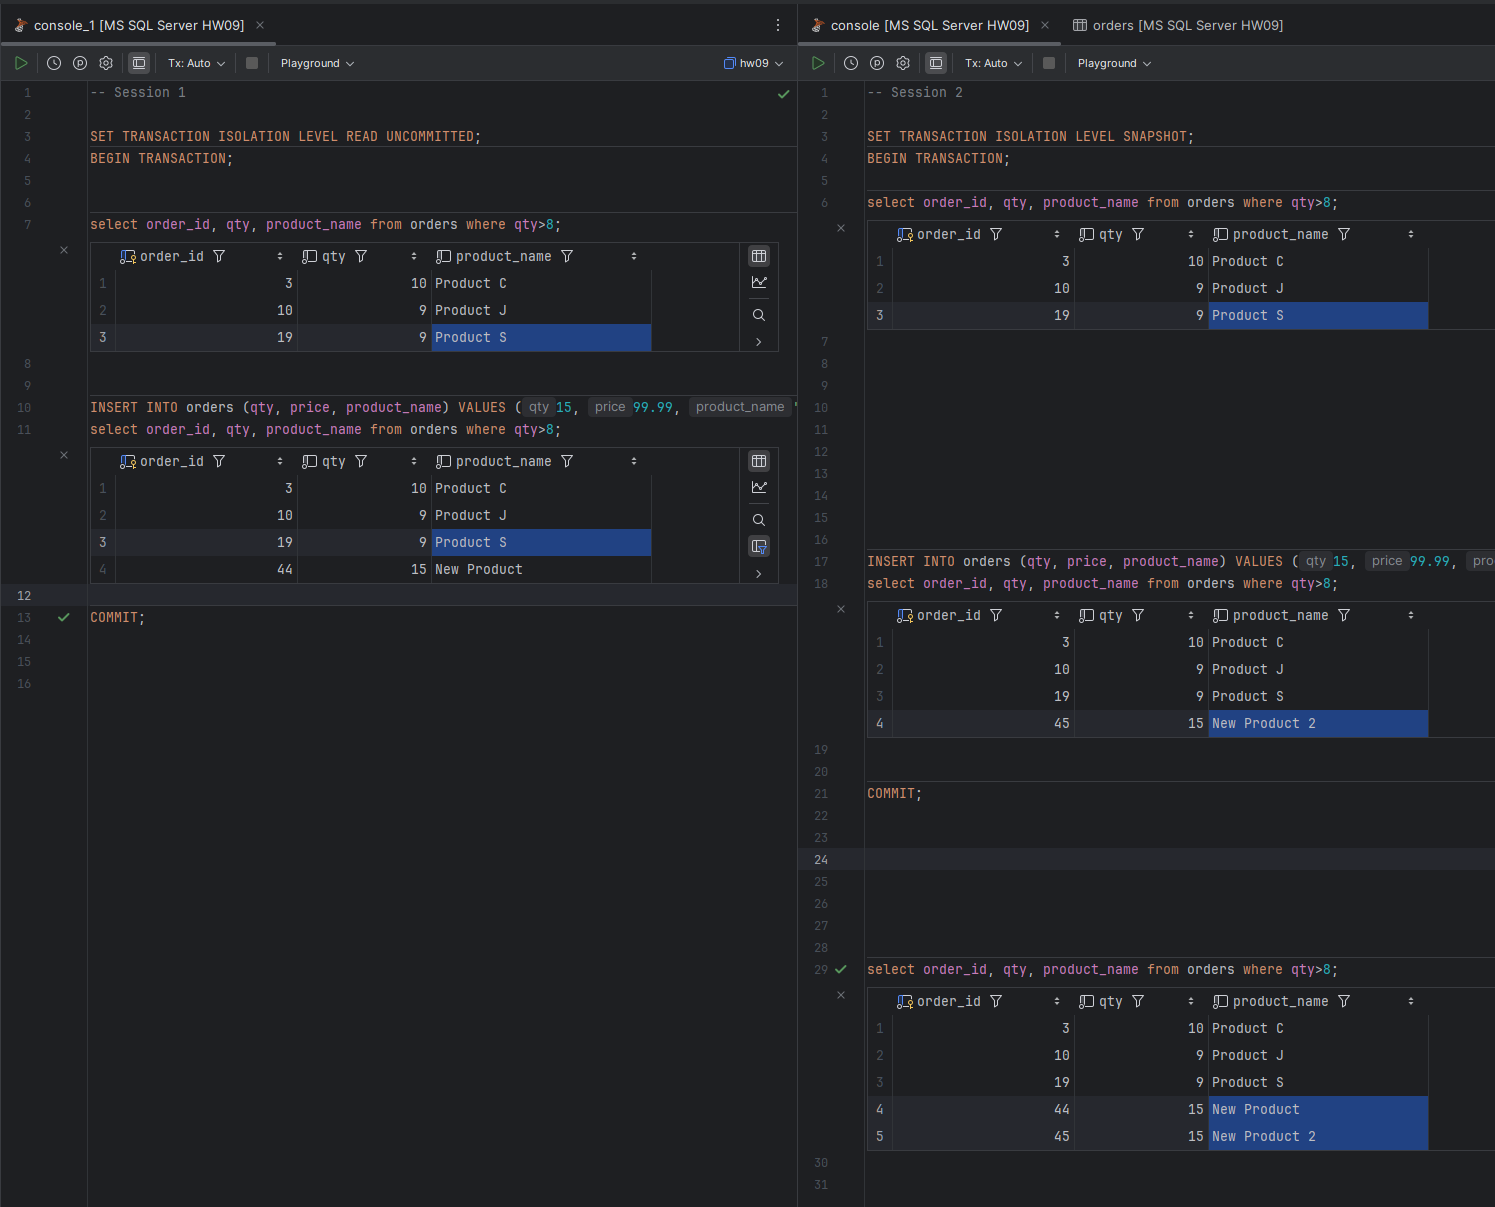 console_1 [MS SQL Server HW09]
Tx: Auto
Playground
hw09
1 -- Session 1
2
3 SET TRANSACTION ISOLATION LEVEL READ UNCOMMITTED;
4 BEGIN TRANSACTION;
5
6
7 select order_id, qty, product_name from orders where qty>8;
order_id qty product_name
1 3 10 Product C
2 10 9 Product J
3 19 9 Product S
8
9
10 INSERT INTO orders (qty, price, product_name) VALUES ( qty 15, price 99.99, product_name '
11 select order_id, qty, product_name from orders where qty>8;
order_id qty product_name
1 3 10 Product C
2 10 9 Product J
3 19 9 Product S
4 44 15 New Product
12
13 COMMIT;
14
15
16
console [MS SQL Server HW09]
orders [MS SQL Server HW09]
Tx: Auto
Playground
1 -- Session 2
2
3 SET TRANSACTION ISOLATION LEVEL SNAPSHOT;
4 BEGIN TRANSACTION;
5
6 select order_id, qty, product_name from orders where qty>8;
order_id qty product_name
1 3 10 Product C
2 10 9 Product J
3 19 9 Product S
7
8
9
10
11
12
13
14
15
16
17 INSERT INTO orders (qty, price, product_name) VALUES ( qty 15, price 99.99, pro
18 select order_id, qty, product_name from orders where qty>8;
order_id qty product_name
1 3 10 Product C
2 10 9 Product J
3 19 9 Product S
4 45 15 New Product 2
19
20
21 COMMIT;
22
23
24
25
26
27
28
29 select order_id, qty, product_name from orders where qty>8;
order_id qty product_name
1 3 10 Product C
2 10 9 Product J
3 19 9 Product S
4 44 15 New Product
5 45 15 New Product 2
30
31